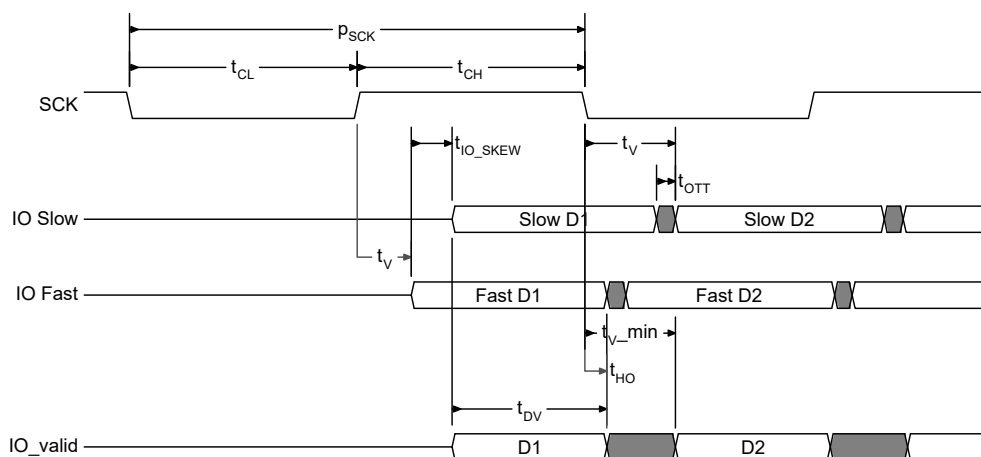 pSCK
tCL tCH
SCK
tIO_SKEW tV
tOTT
IO Slow Slow D1 Slow D2
tV
IO Fast Fast D1 Fast D2
tV_min
tHO
tDV
IO_valid D1 D2